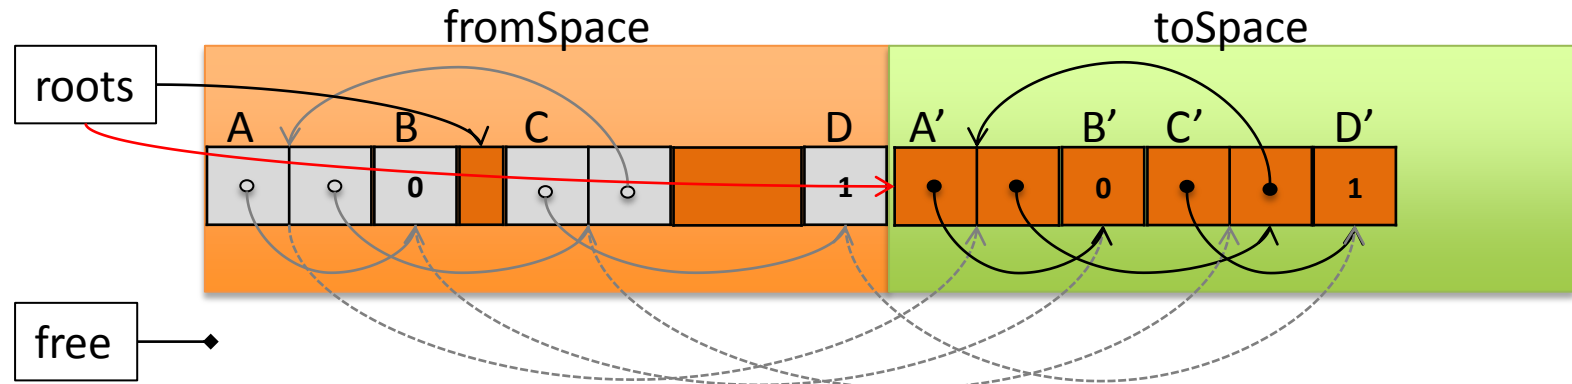 fromSpace toSpace
roots
A B C D A’ B’ C’ D’
0 1 0 1
free